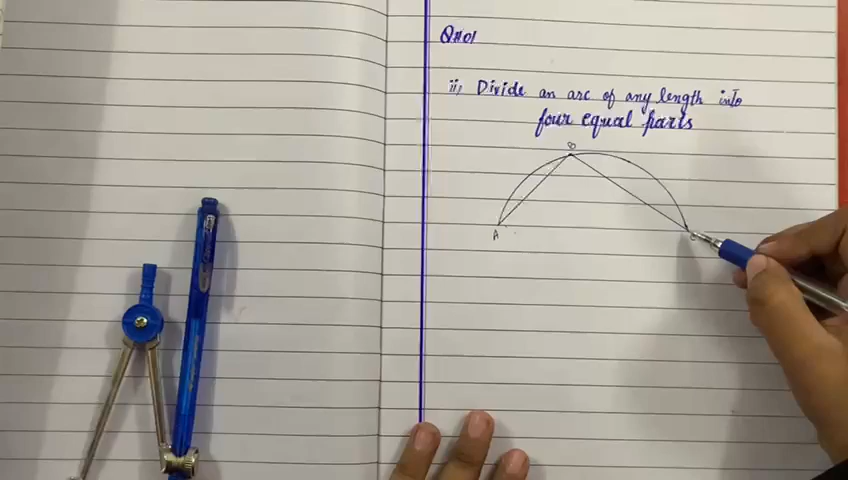 Q#01
ii, Divide an arc of any length into
four equal parts
B
A
C